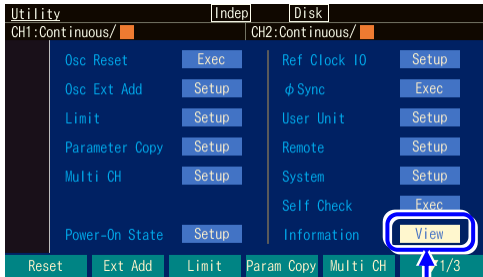 Utility Indep Disk
CH1:Continuous/ CH2:Continuous/
Osc Reset Exec Ref Clock IO Setup
Osc Ext Add Setup ϕSync Exec
Limit Setup User Unit Setup
Parameter Copy Setup Remote Setup
Multi CH Setup System Setup
Self Check Exec
Power-On State Setup Information View
Reset Ext Add Limit Param Copy Multi CH 1/3